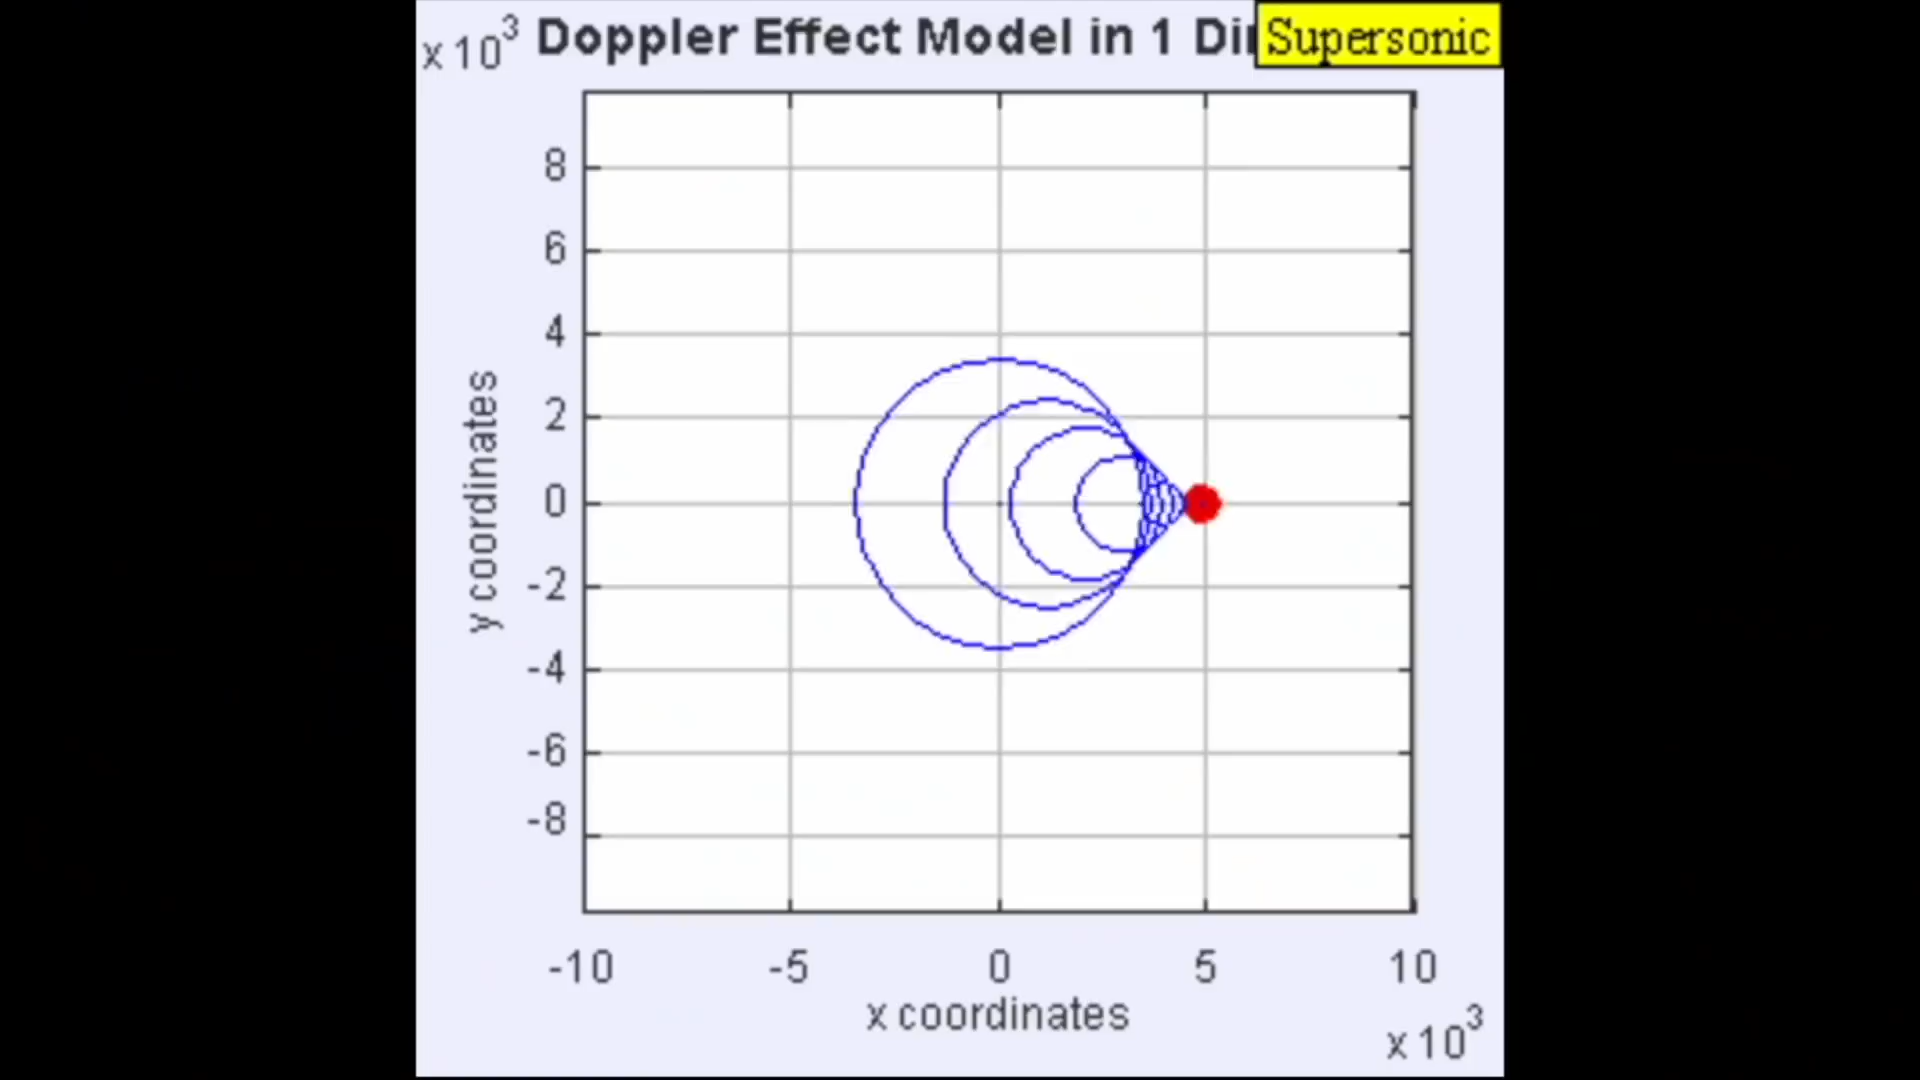 x 10³ Doppler Effect Model in 1 Dir
Supersonic
8
6
4
2
0
-2
-4
-6
-8
y coordinates
-10 -5 0 5 10
x coordinates
x 10³